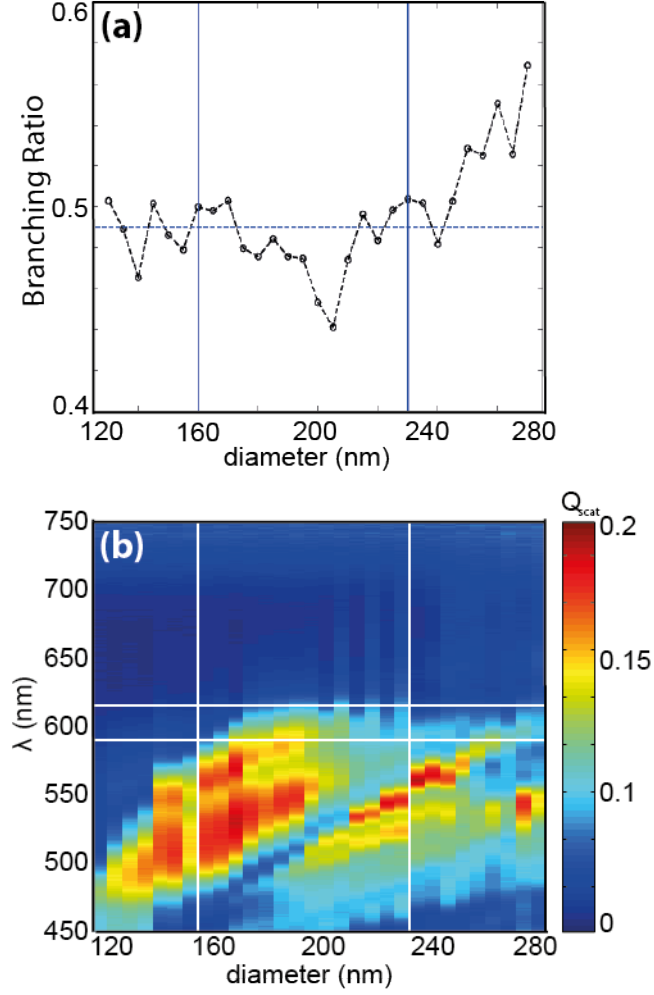 0.6
(a)
Branching Ratio
0.5
0.4
120 160 200 240 280
diameter (nm)
Qscat
750
(b)
0.2
700
650
0.15
λ (nm)
600
550
0.1
500
450
0
120 160 200 240 280
diameter (nm)